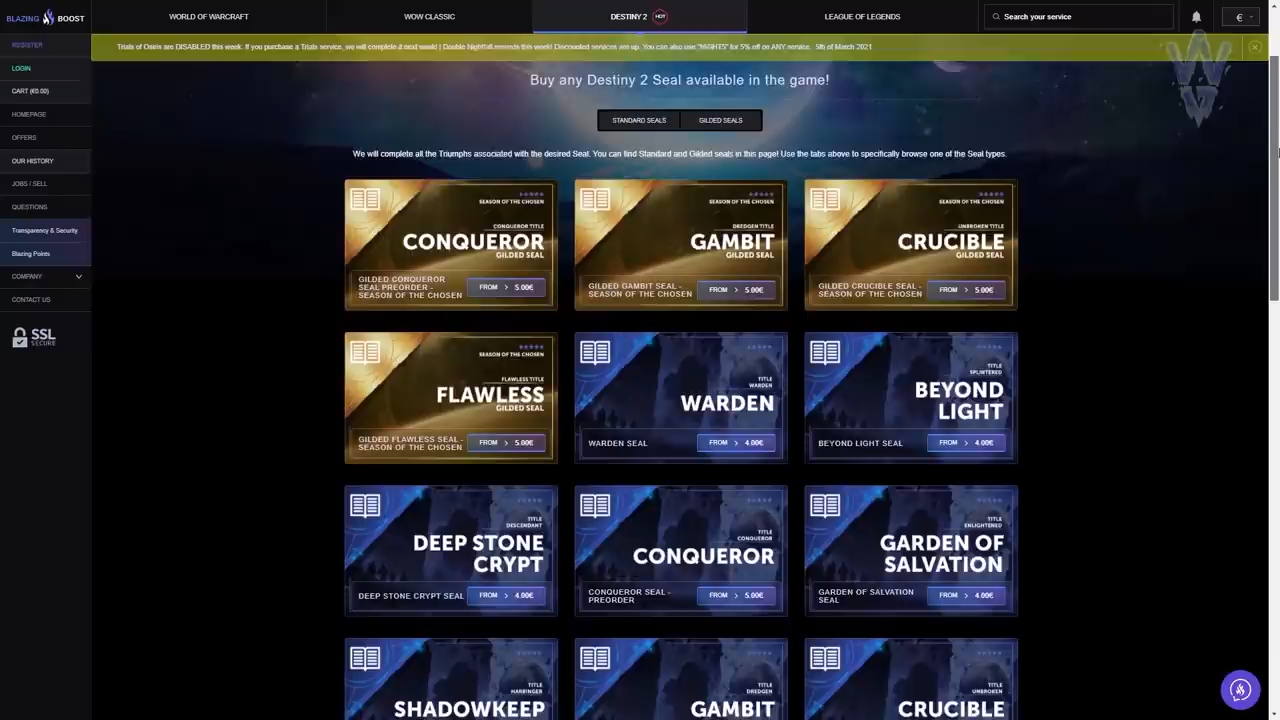 BLAZING BOOST
WORLD OF WARCRAFT
WOW CLASSIC
DESTINY 2 HOT
LEAGUE OF LEGENDS
Search your service
€
REGISTER
LOGIN
CART (€0.00)
HOMEPAGE
OFFERS
OUR HISTORY
JOBS / SELL
QUESTIONS
Transparency & Security
Blazing Points
COMPANY
CONTACT US
SSL
SECURE
Trials of Osiris are DISABLED this week. If you purchase a Trials service, we will complete it next week! | Double Nightfall rewards this week! Discounted services are up. You can also use "NIGHT5" for 5% off on ANY service. 5th of March 2021
Buy any Destiny 2 Seal available in the game!
STANDARD SEALS
GILDED SEALS
We will complete all the Triumphs associated with the desired Seal. You can find Standard and Gilded seals in this page! Use the tabs above to specifically browse one of the Seal types.
SEASON OF THE CHOSEN
CONQUEROR TITLE
CONQUEROR
GILDED SEAL
GILDED CONQUEROR
SEAL PREORDER -
SEASON OF THE CHOSEN
FROM > 5.00€
SEASON OF THE CHOSEN
DREDGEN TITLE
GAMBIT
GILDED SEAL
GILDED GAMBIT SEAL -
SEASON OF THE CHOSEN
FROM > 5.00€
SEASON OF THE CHOSEN
UNBROKEN TITLE
CRUCIBLE
GILDED SEAL
GILDED CRUCIBLE SEAL -
SEASON OF THE CHOSEN
FROM > 5.00€
SEASON OF THE CHOSEN
FLAWLESS TITLE
FLAWLESS
GILDED SEAL
GILDED FLAWLESS SEAL -
SEASON OF THE CHOSEN
FROM > 5.00€
TITLE
WARDEN
WARDEN
WARDEN SEAL
FROM > 4.00€
TITLE
SPLINTERED
BEYOND
LIGHT
BEYOND LIGHT SEAL
FROM > 4.00€
TITLE
DESCENDANT
DEEP STONE
CRYPT
DEEP STONE CRYPT SEAL
FROM > 4.00€
TITLE
CONQUEROR
CONQUEROR
CONQUEROR SEAL -
PREORDER
FROM > 5.00€
TITLE
ENLIGHTENED
GARDEN OF
SALVATION
GARDEN OF SALVATION
SEAL
FROM > 4.00€
TITLE
HARBINGER
SHADOWKEEP
TITLE
DREDGEN
GAMBIT
TITLE
UNBROKEN
CRUCIBLE